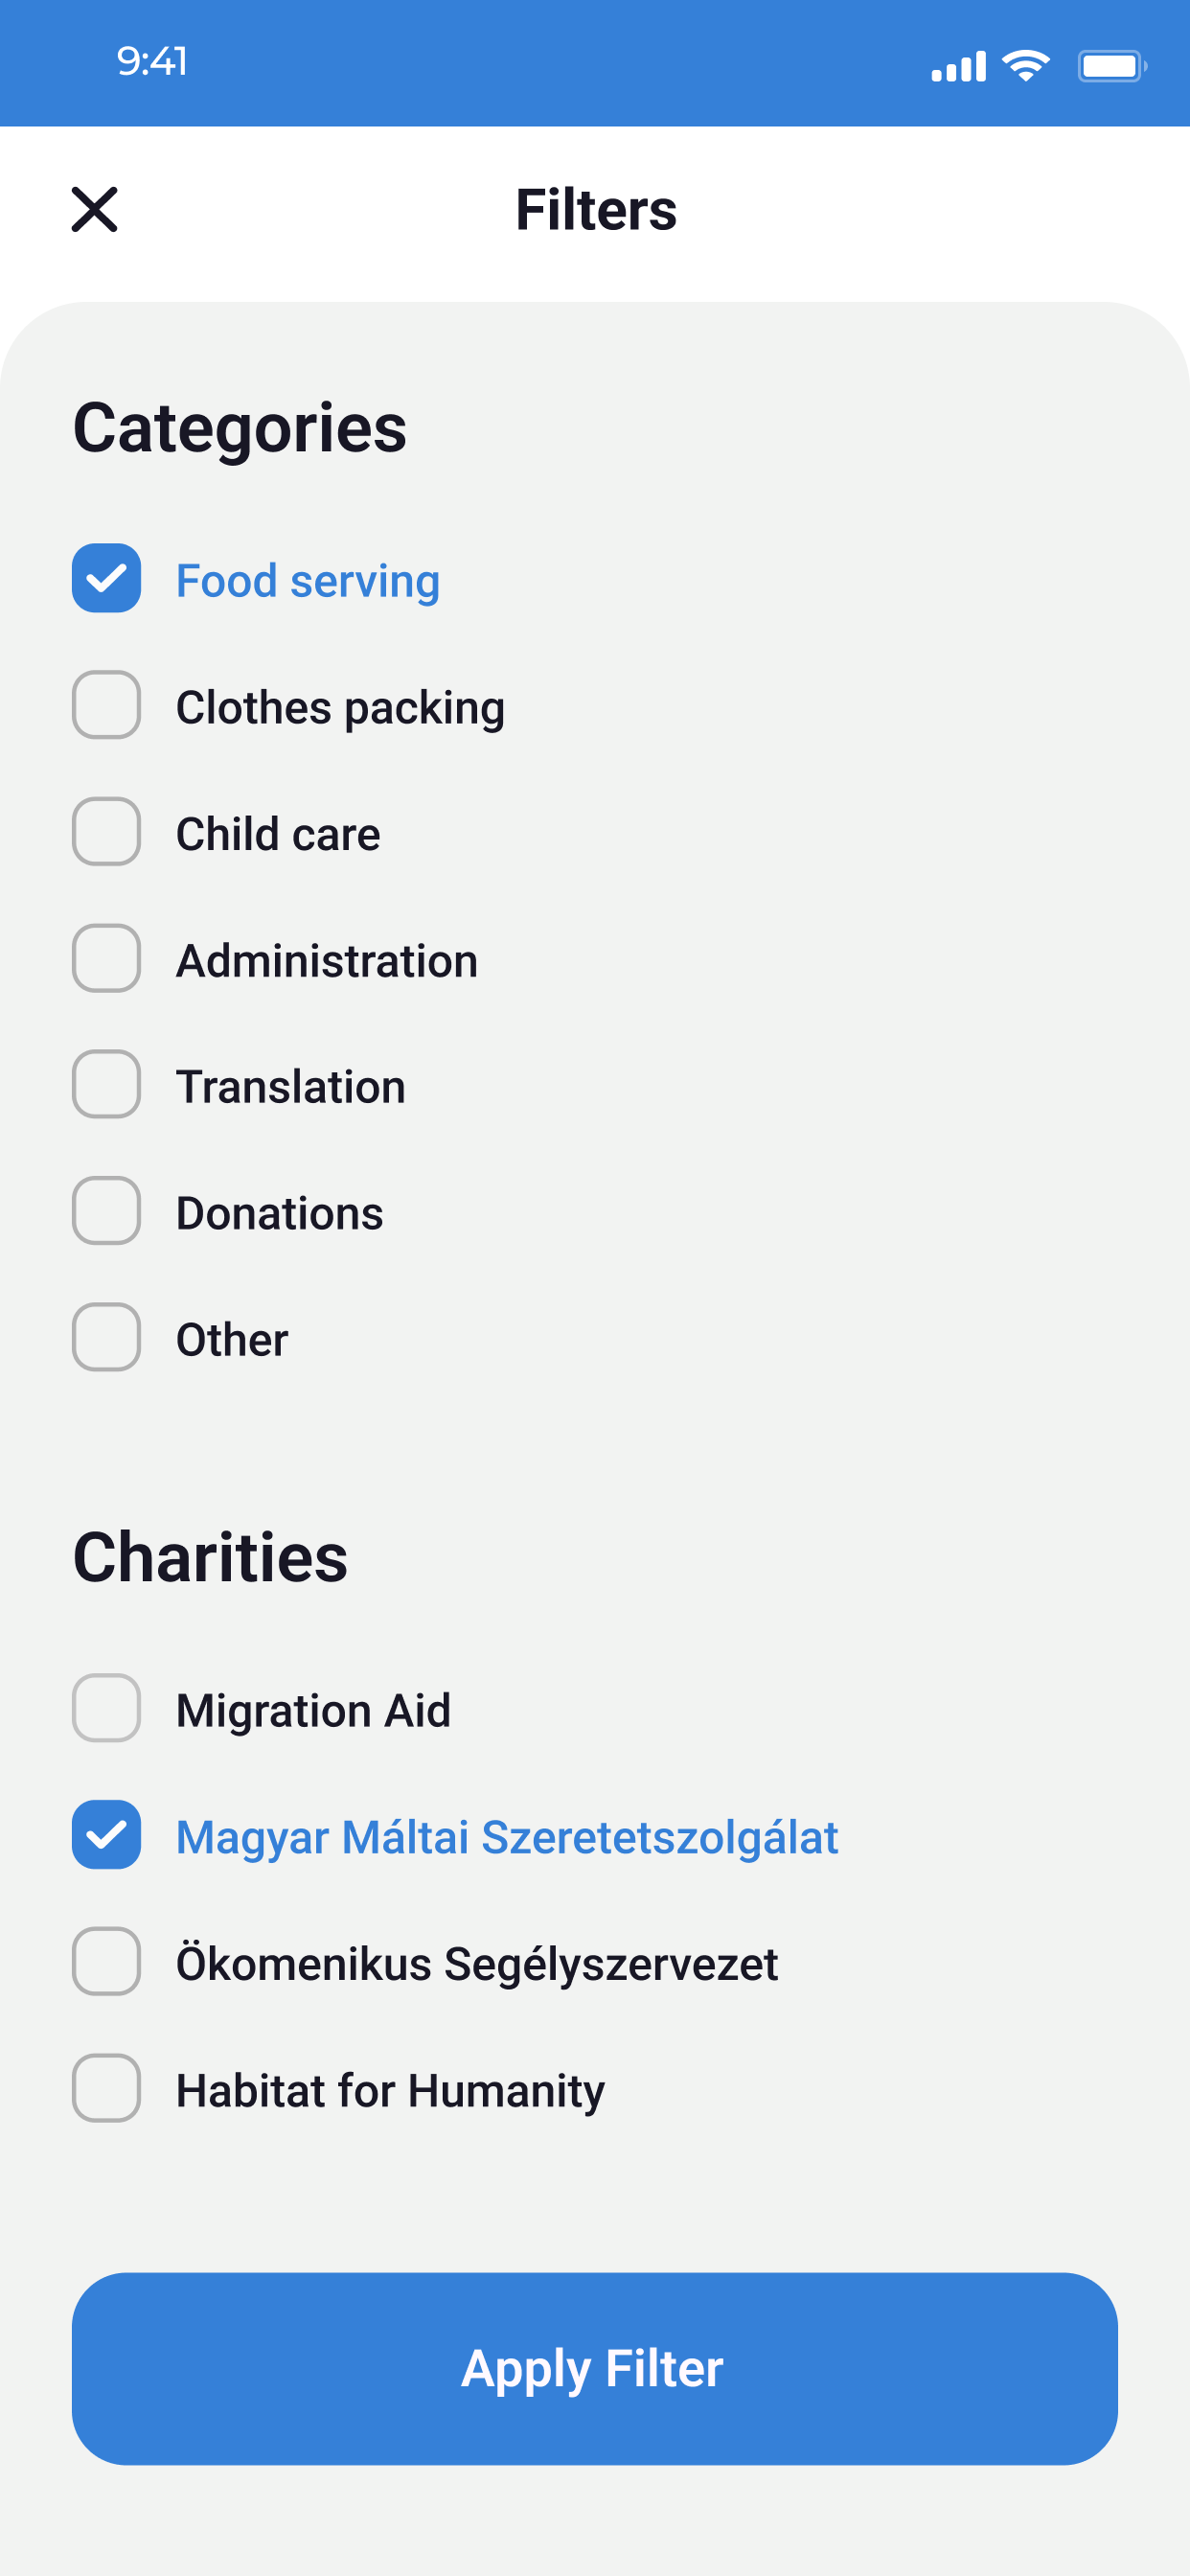 9:41
Filters
Categories
Food serving
Clothes packing
Child care
Administration
Translation
Donations
Other
Charities
Migration Aid
Magyar Máltai Szeretetszolgálat
Ökomenikus Segélyszervezet
Habitat for Humanity
Apply Filter